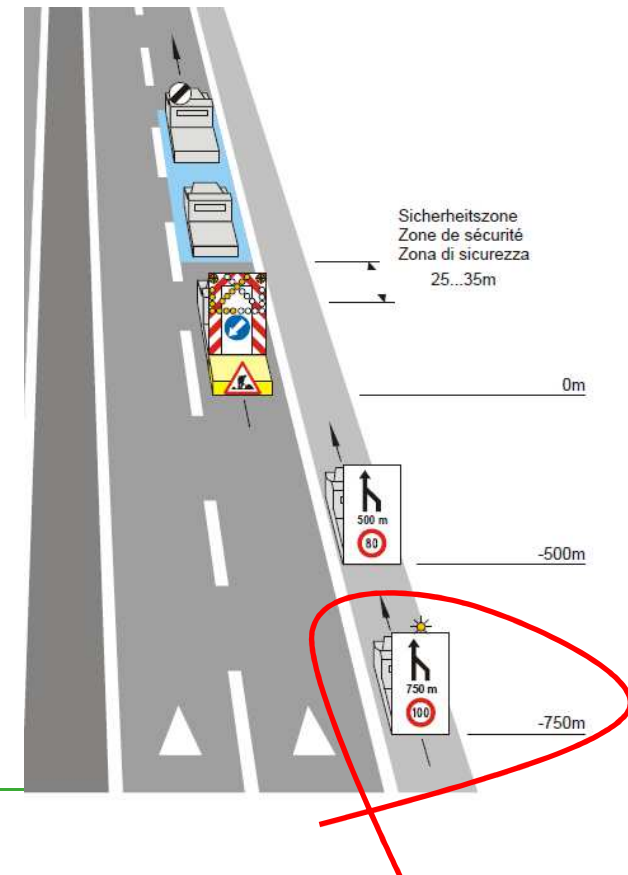 Sicherheitszone
Zone de sécurité
Zona di sicurezza
25...35m
0m
500 m
80
-500m
750 m
100
-750m